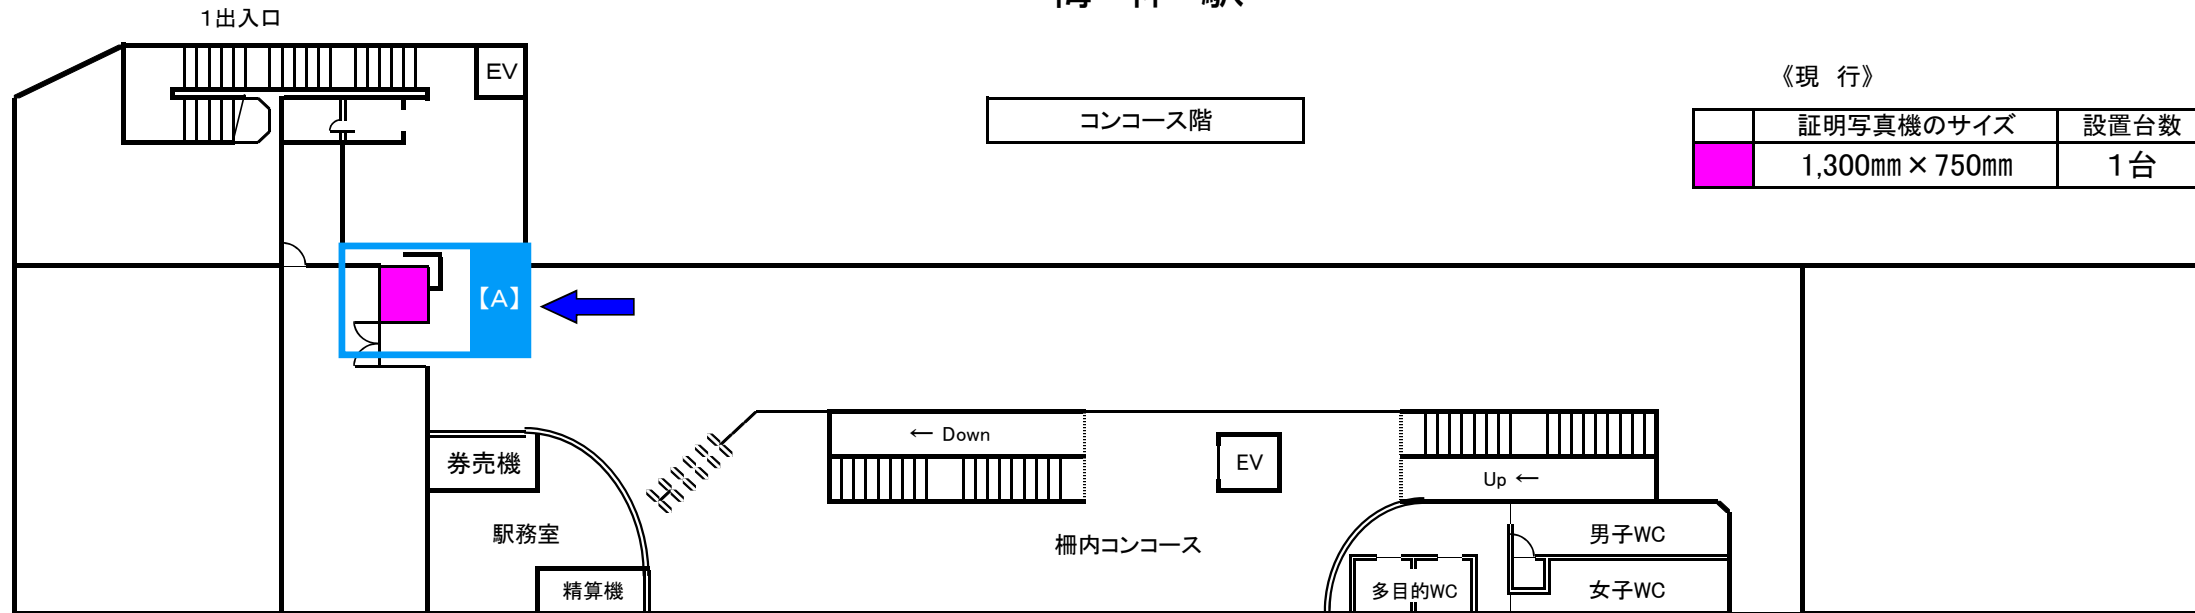 1出入口
EV
《現 行》
コンコース階
証明写真機のサイズ 設置台数
1,300㎜×750㎜ 1台
【A】
← Down
券売機
EV
Up ←
駅務室
柵内コンコース
男子WC
精算機
多目的WC
女子WC